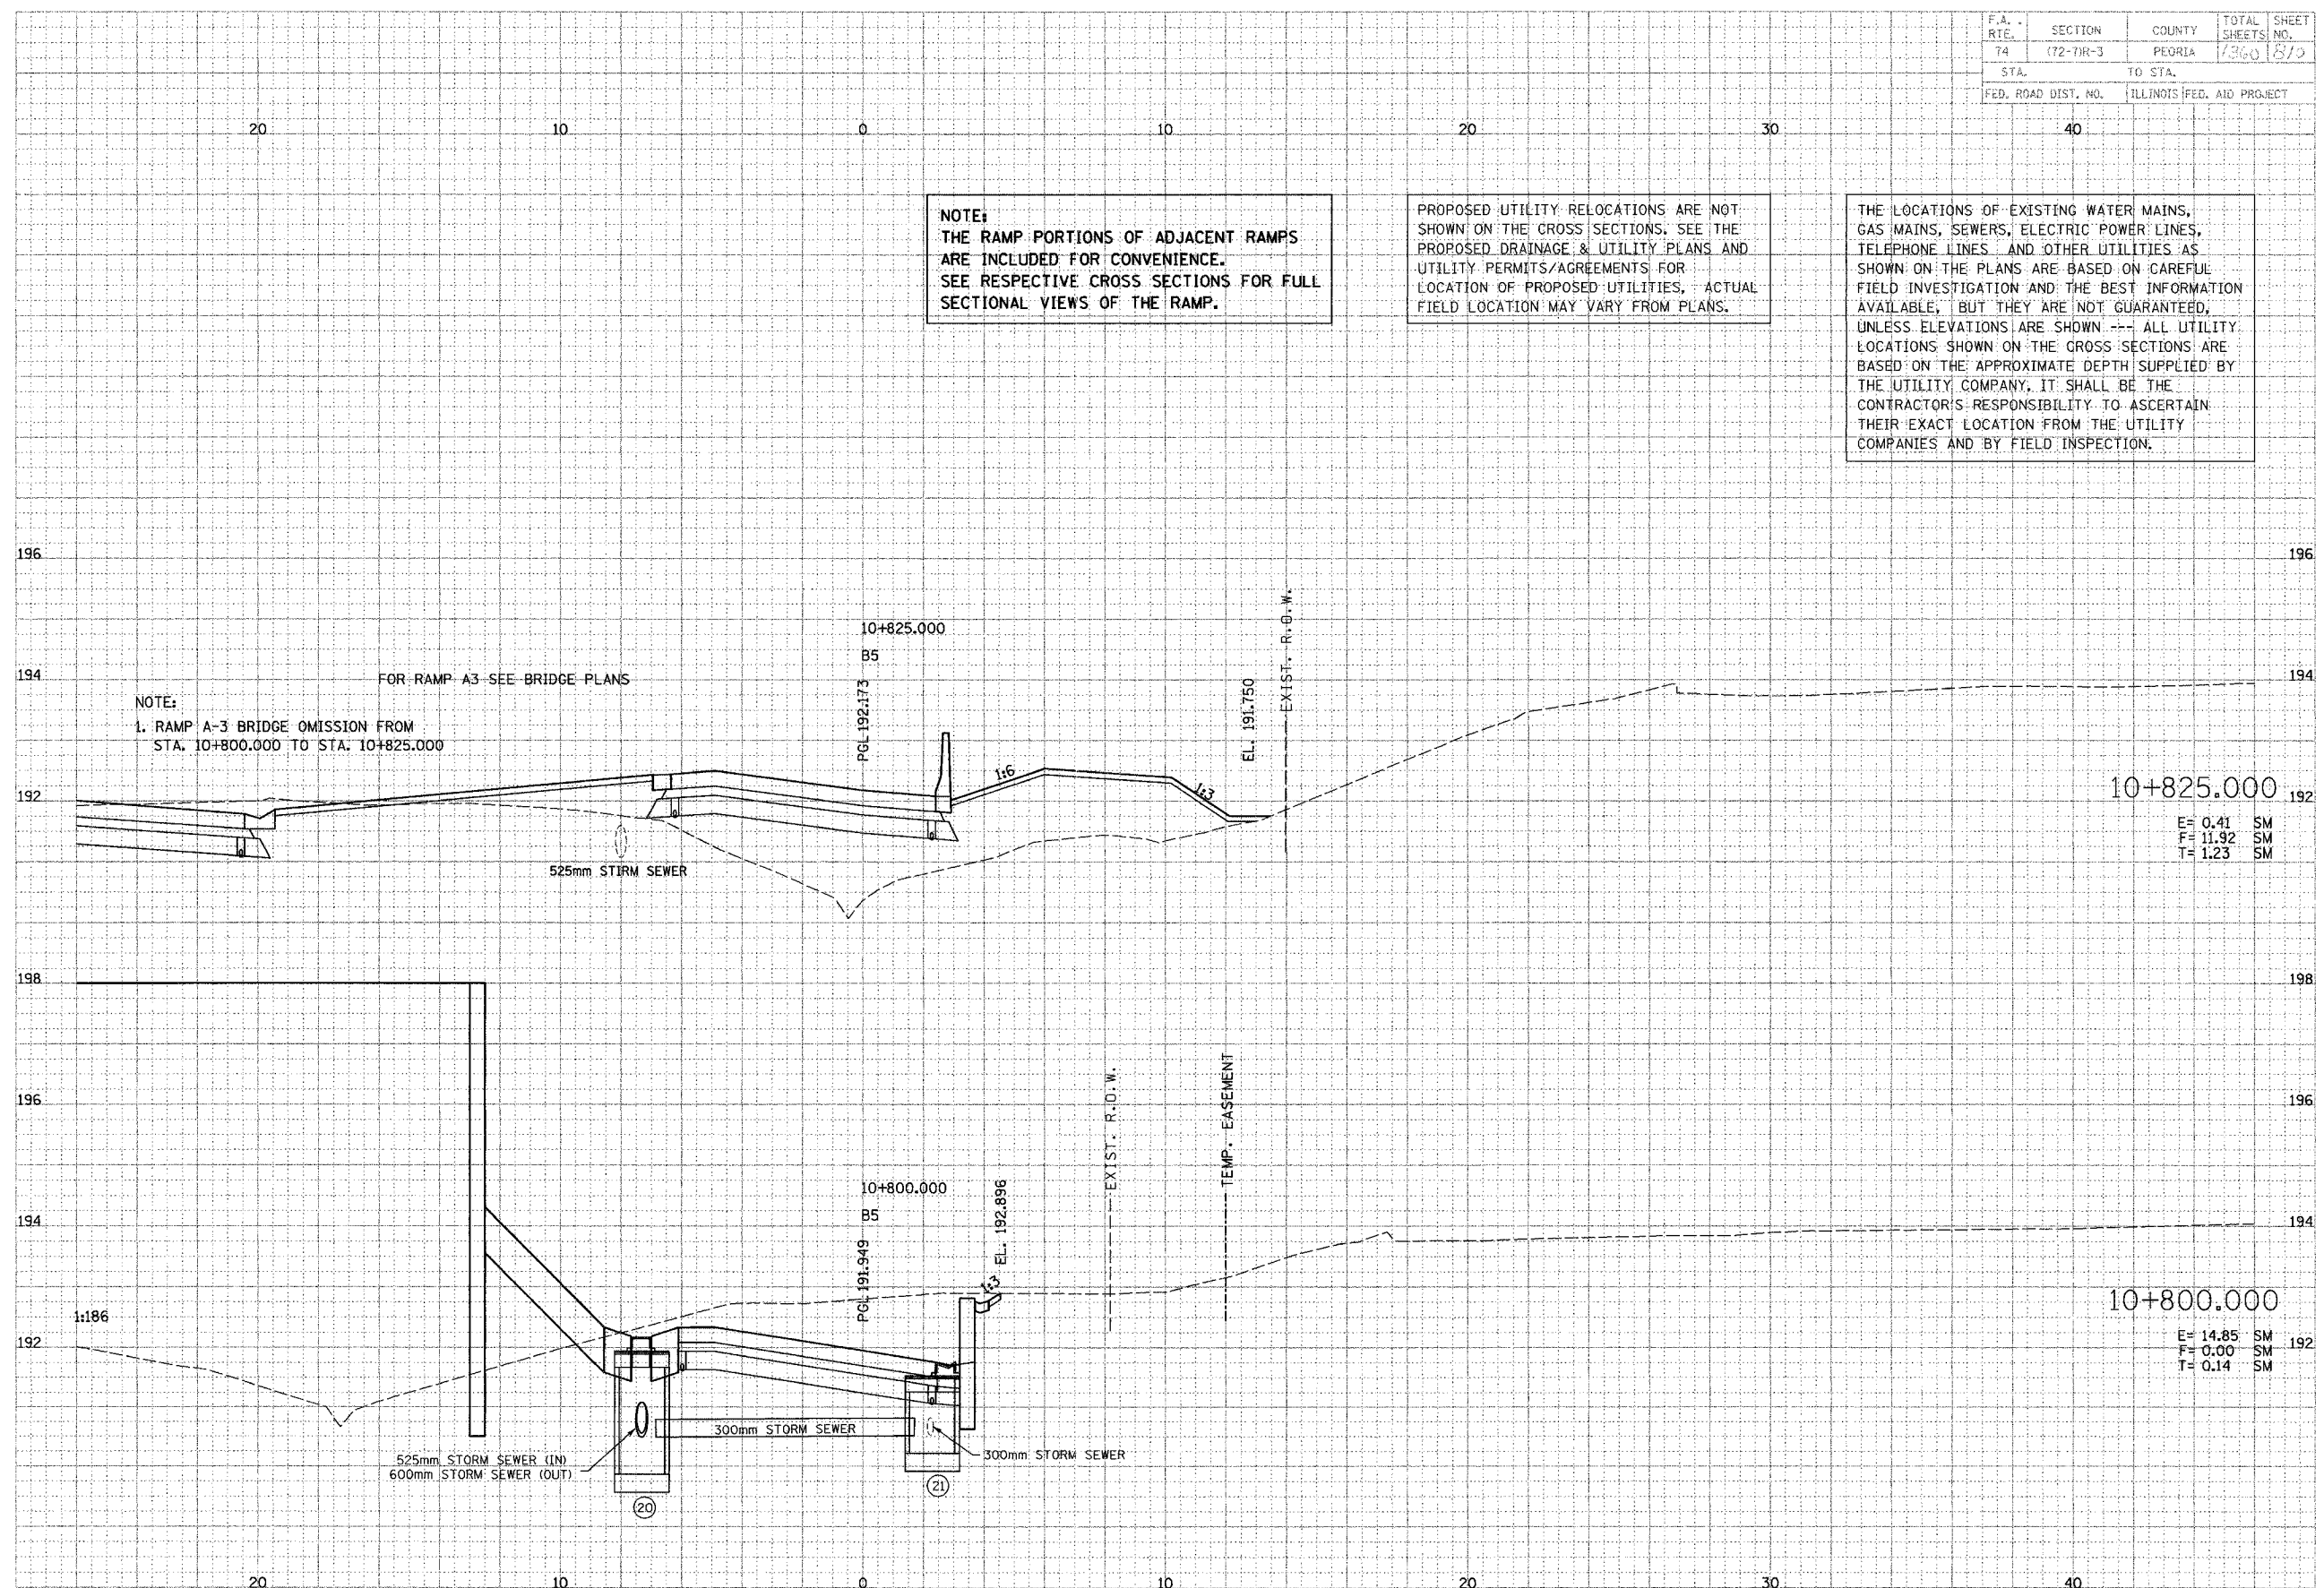 F.A. . RTE. SECTION COUNTY TOTAL SHEETS SHEET NO.
74 (72-7)R-3 PEORIA 1360 810
STA. TO STA.
FED. ROAD DIST. NO. ILLINOIS FED. AID PROJECT
20 10 0 10 20 30 40
NOTE:
THE RAMP PORTIONS OF ADJACENT RAMPS
ARE INCLUDED FOR CONVENIENCE.
SEE RESPECTIVE CROSS SECTIONS FOR FULL
SECTIONAL VIEWS OF THE RAMP.
PROPOSED UTILITY RELOCATIONS ARE NOT
SHOWN ON THE CROSS SECTIONS. SEE THE
PROPOSED DRAINAGE & UTILITY PLANS AND
UTILITY PERMITS/AGREEMENTS FOR
LOCATION OF PROPOSED UTILITIES, ACTUAL
FIELD LOCATION MAY VARY FROM PLANS.
THE LOCATIONS OF EXISTING WATER MAINS,
GAS MAINS, SEWERS, ELECTRIC POWER LINES,
TELEPHONE LINES AND OTHER UTILITIES AS
SHOWN ON THE PLANS ARE BASED ON CAREFUL
FIELD INVESTIGATION AND THE BEST INFORMATION
AVAILABLE, BUT THEY ARE NOT GUARANTEED,
UNLESS ELEVATIONS ARE SHOWN --- ALL UTILITY
LOCATIONS SHOWN ON THE CROSS SECTIONS ARE
BASED ON THE APPROXIMATE DEPTH SUPPLIED BY
THE UTILITY COMPANY. IT SHALL BE THE
CONTRACTOR'S RESPONSIBILITY TO ASCERTAIN
THEIR EXACT LOCATION FROM THE UTILITY
COMPANIES AND BY FIELD INSPECTION.
196 196
10+825.000
B5
EXIST. R.O.W.
194 194
FOR RAMP A3 SEE BRIDGE PLANS
NOTE:
1. RAMP A-3 BRIDGE OMISSION FROM
STA. 10+800.000 TO STA. 10+825.000
PGL 192.173
EL. 191.750
1:6
1:3
192 192
10+825.000
E= 0.41 SM
F= 11.92 SM
T= 1.23 SM
525mm STIRM SEWER
198 198
196 196
EXIST. R.O.W.
TEMP. EASEMENT
10+800.000
B5
194 194
PGL 191.949
EL. 192.896
1:3
1:186
192 192
10+800.000
E= 14.85 SM
F= 0.00 SM
T= 0.14 SM
300mm STORM SEWER
525mm STORM SEWER (IN)
600mm STORM SEWER (OUT)
300mm STORM SEWER
20
21
20 10 0 10 20 30 40